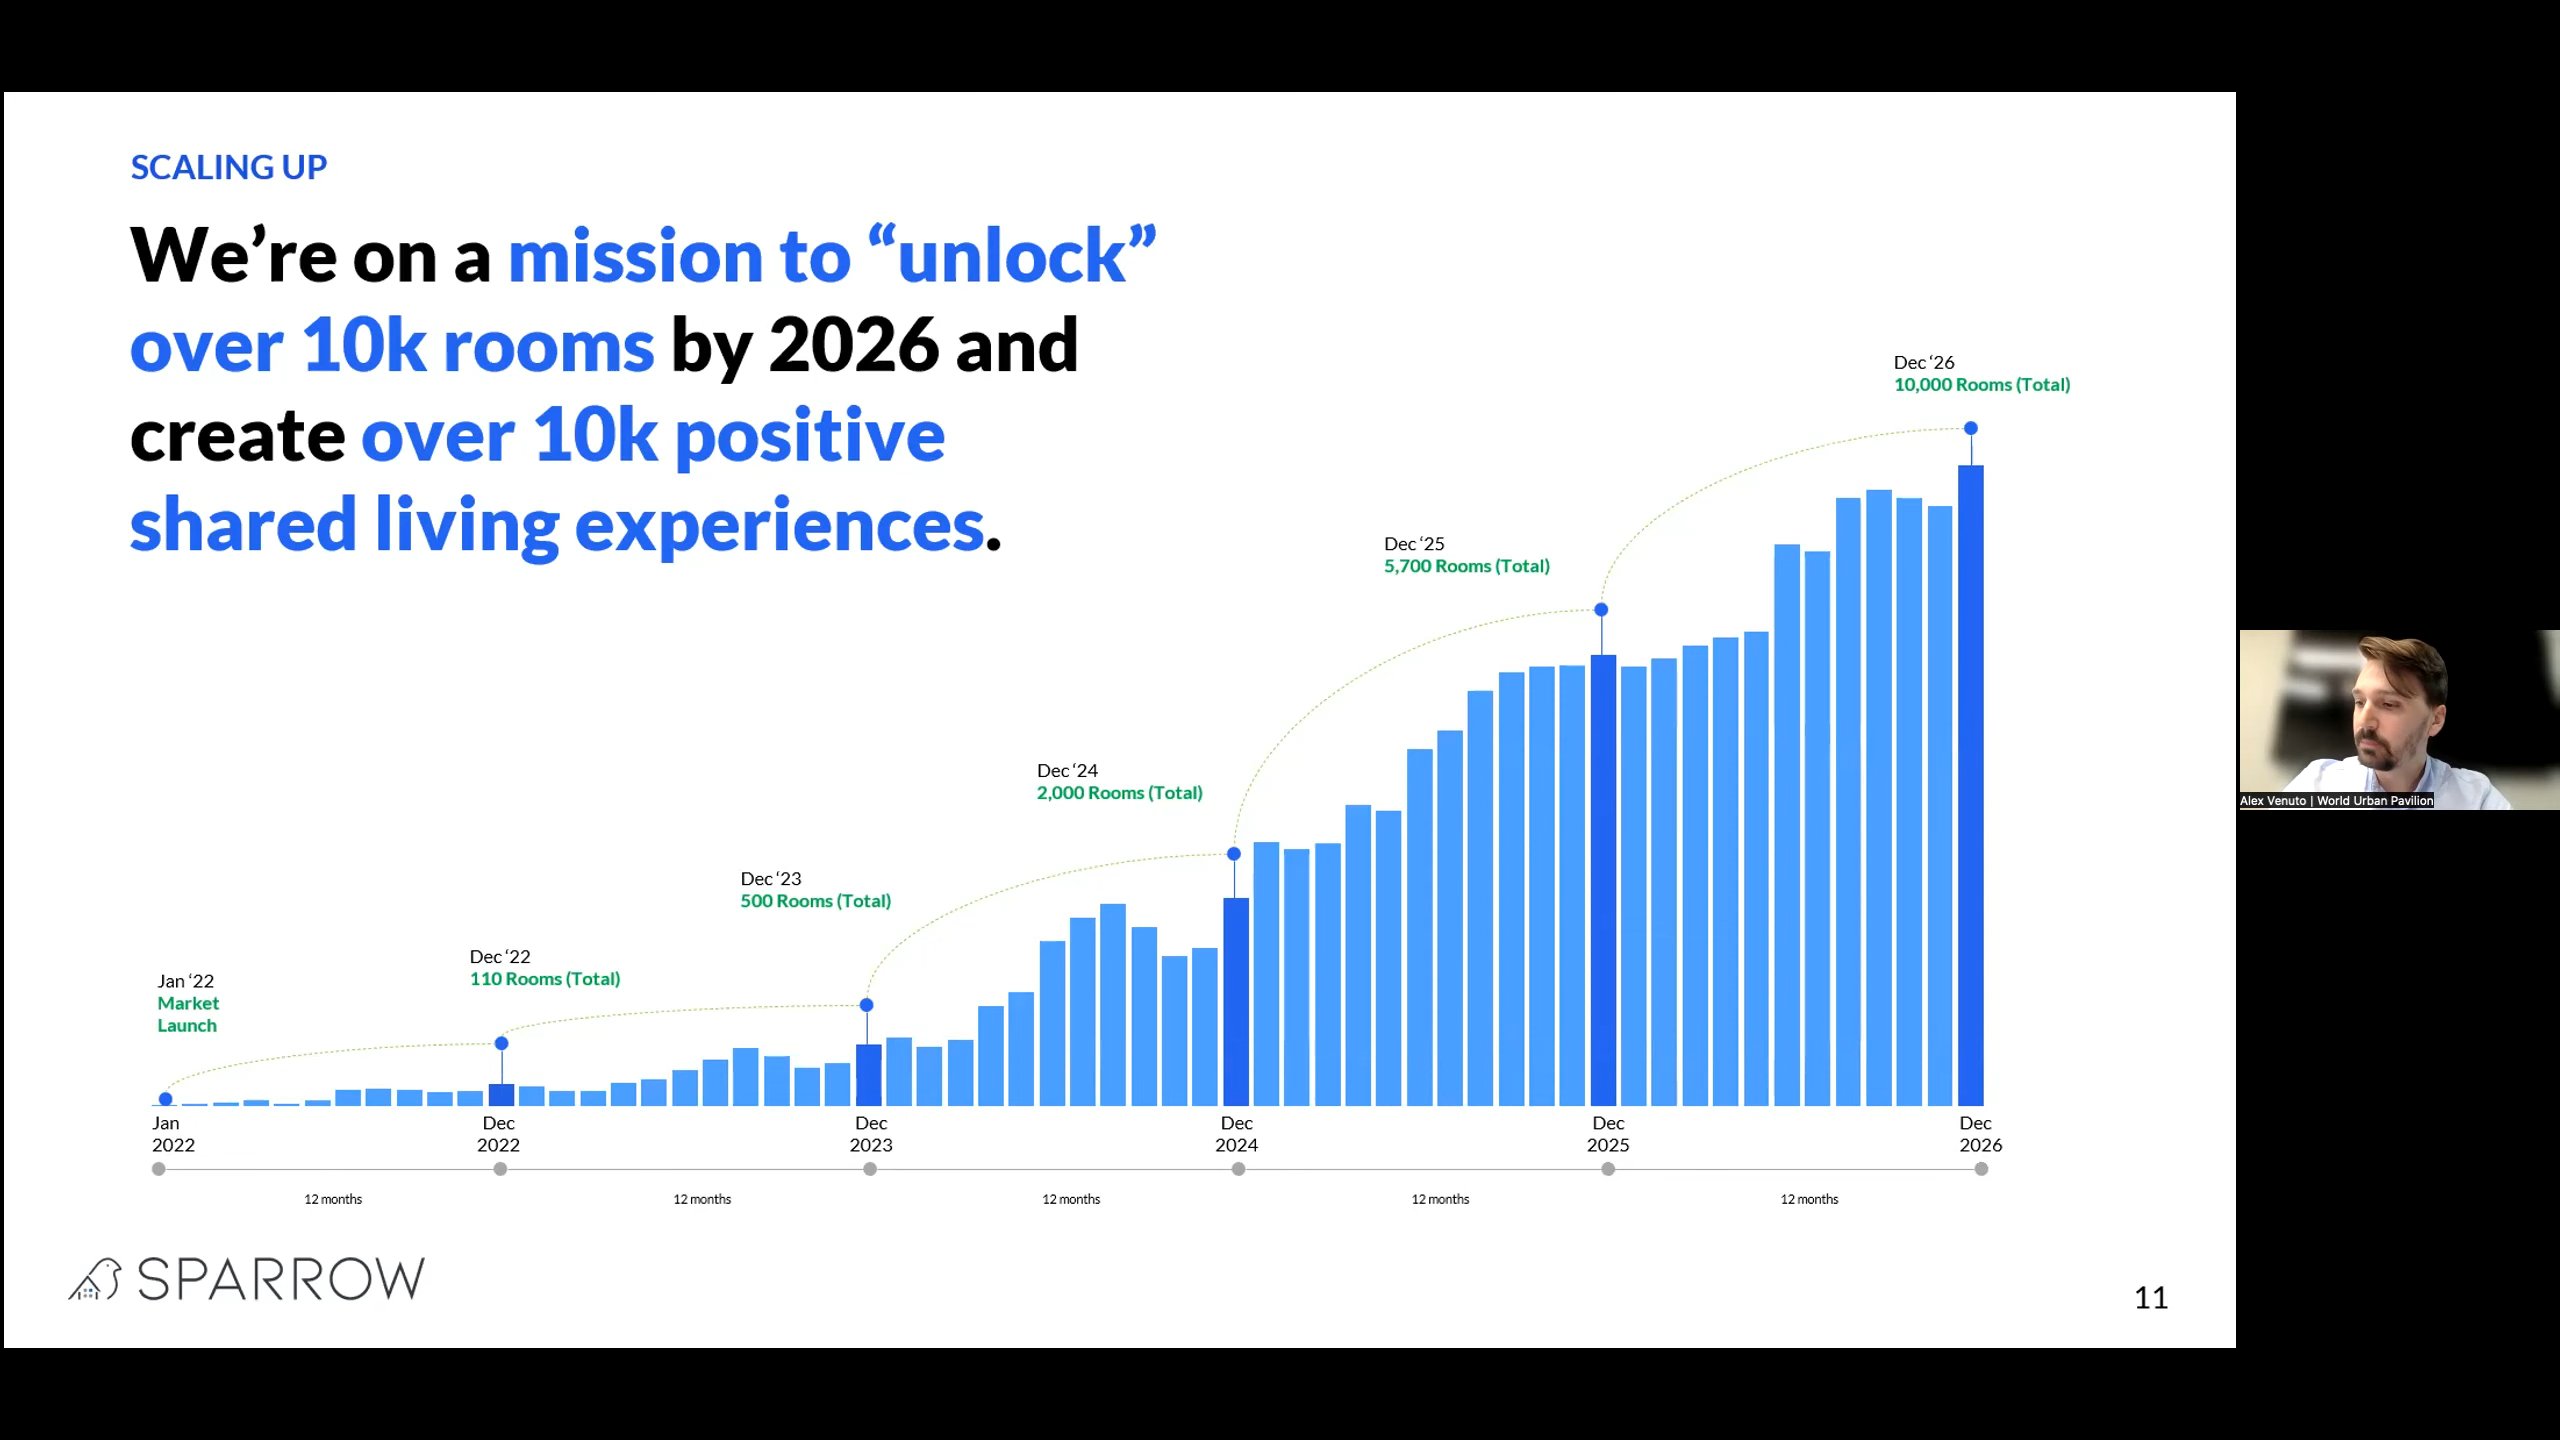 SCALING UP
We’re on a mission to “unlock”
over 10k rooms by 2026 and
create over 10k positive
shared living experiences.
Dec ‘26
10,000 Rooms (Total)
Dec ‘25
5,700 Rooms (Total)
Dec ‘24
2,000 Rooms (Total)
Dec ‘23
500 Rooms (Total)
Dec ‘22
110 Rooms (Total)
Jan ‘22
Market
Launch
Jan
2022
Dec
2022
Dec
2023
Dec
2024
Dec
2025
Dec
2026
12 months
12 months
12 months
12 months
12 months
SPARROW
11
Alex Venuto | World Urban Pavilion